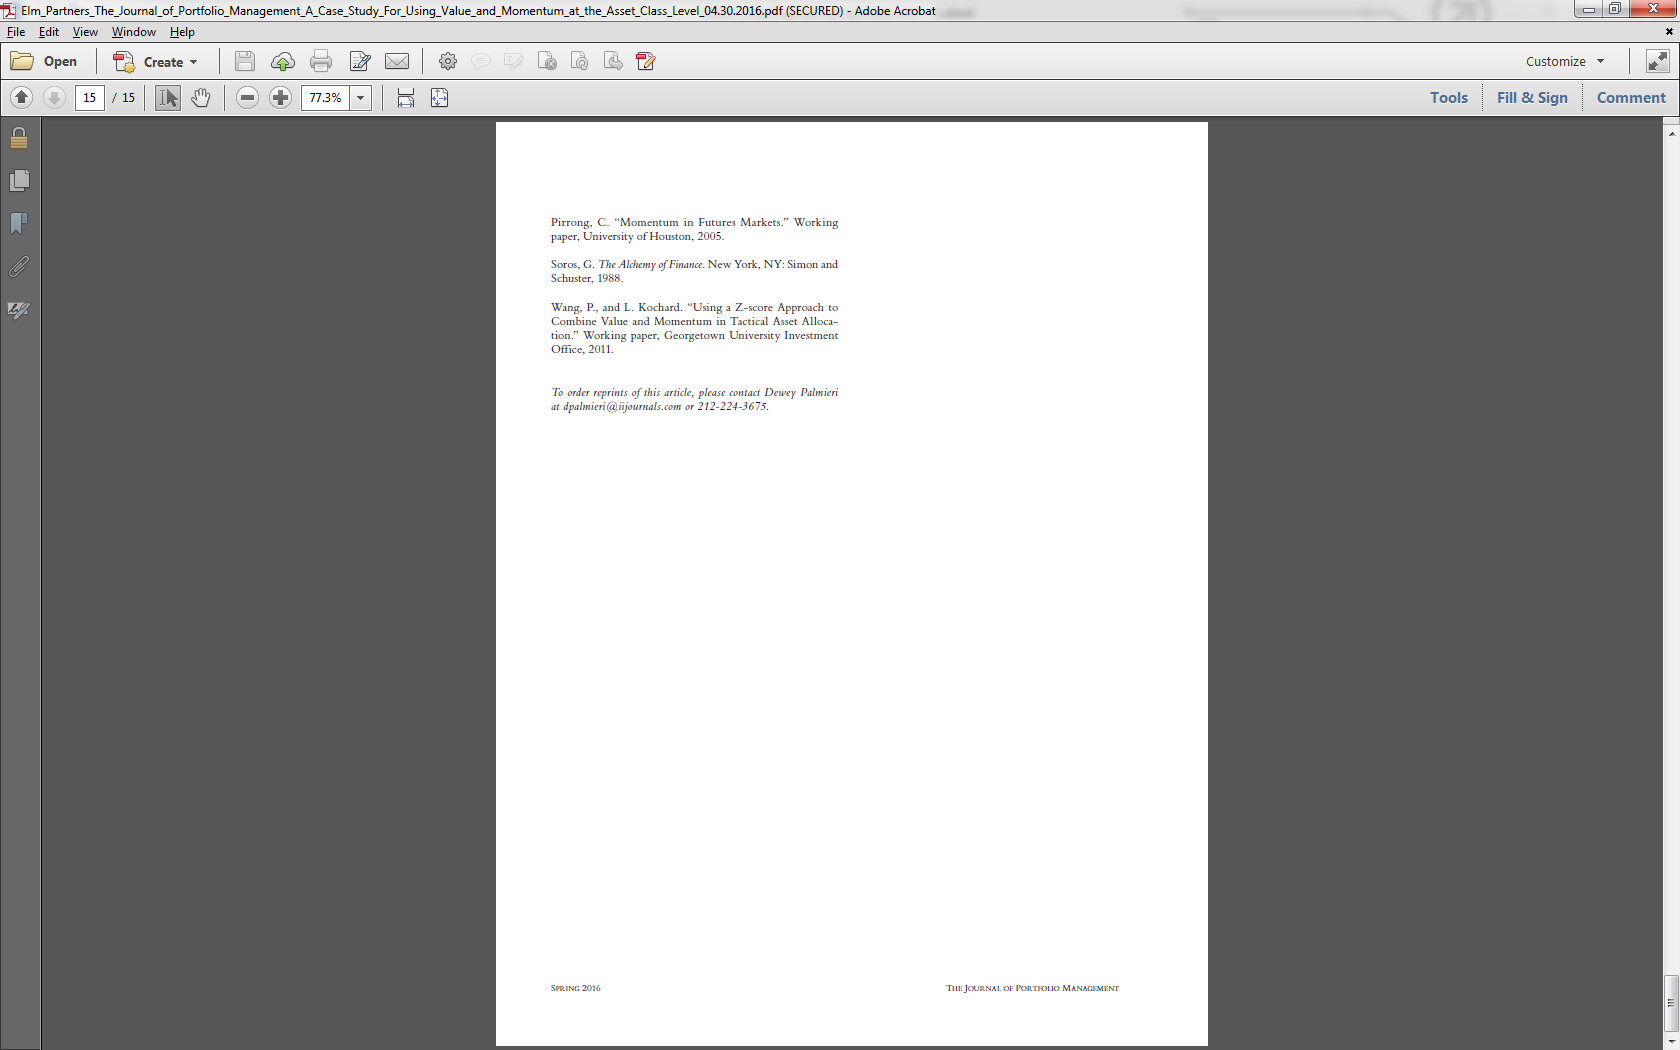 Elm_Partners_The_Journal_of_Portfolio_Management_A_Case_Study_For_Using_Value_and_Momentum_at_the_Asset_Class_Level_04.30.2016.pdf (SECURED) - Adobe Acrobat
File Edit View Window Help
Open Create Customize
15 / 15 77.3% Tools Fill & Sign Comment
Pirrong, C. “Momentum in Futures Markets.” Working
paper, University of Houston, 2005.
Soros, G. The Alchemy of Finance. New York, NY: Simon and
Schuster, 1988.
Wang, P., and L. Kochard. “Using a Z-score Approach to
Combine Value and Momentum in Tactical Asset Alloca-
tion.” Working paper, Georgetown University Investment
Office, 2011.
To order reprints of this article, please contact Dewey Palmieri
at dpalmieri@iijournals.com or 212-224-3675.
Spring 2016 The Journal of Portfolio Management